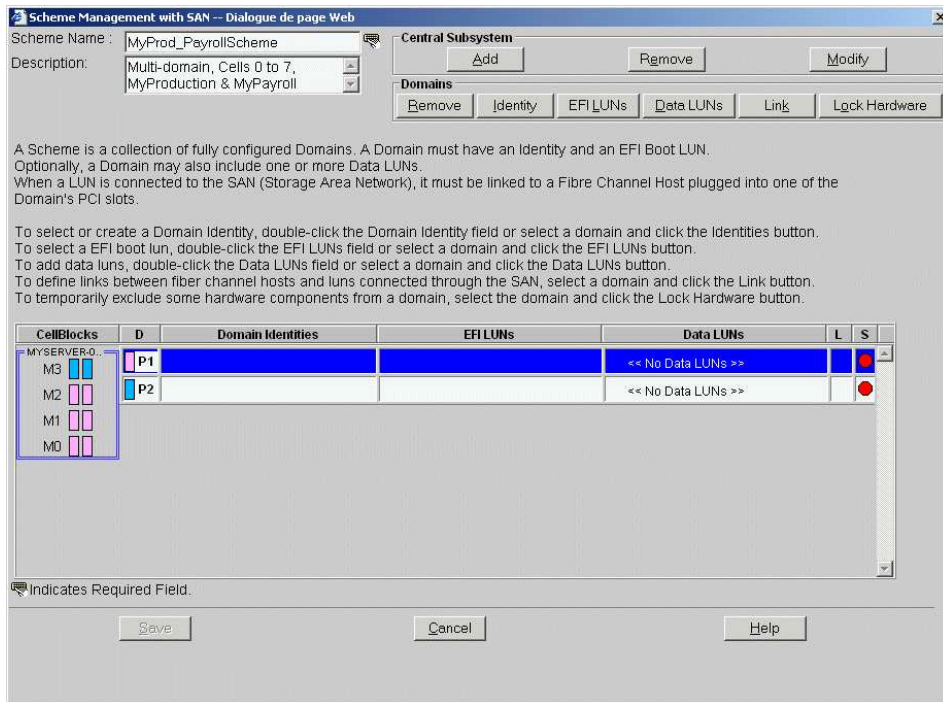 Scheme Management with SAN -- Dialogue de page Web
Scheme Name : MyProd_PayrollScheme
Description: Multi-domain, Cells 0 to 7,
MyProduction & MyPayroll
Central Subsystem
Add Remove Modify
Domains
Remove Identity EFI LUNs Data LUNs Link Lock Hardware
A Scheme is a collection of fully configured Domains. A Domain must have an Identity and an EFI Boot LUN.
Optionally, a Domain may also include one or more Data LUNs.
When a LUN is connected to the SAN (Storage Area Network), it must be linked to a Fibre Channel Host plugged into one of the
Domain's PCI slots.
To select or create a Domain Identity, double-click the Domain Identity field or select a domain and click the Identities button.
To select a EFI boot lun, double-click the EFI LUNs field or select a domain and click the EFI LUNs button.
To add data luns, double-click the Data LUNs field or select a domain and click the Data LUNs button.
To define links between fiber channel hosts and luns connected through the SAN, select a domain and click the Link button.
To temporarily exclude some hardware components from a domain, select the domain and click the Lock Hardware button.
CellBlocks D Domain Identities EFI LUNs Data LUNs L S
MYSERVER-0..
M3
M2
M1
M0
P1 << No Data LUNs >>
P2 << No Data LUNs >>
Indicates Required Field.
Save Cancel Help